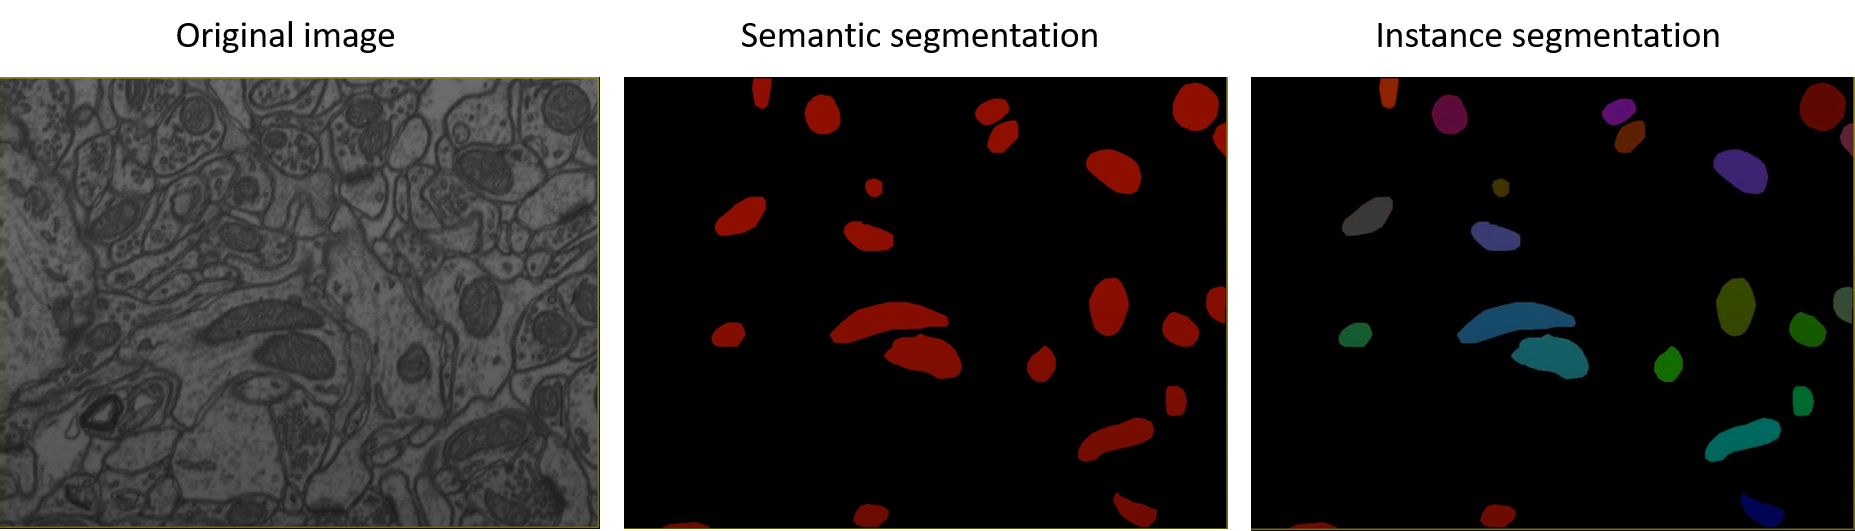 Original image
Semantic segmentation
Instance segmentation